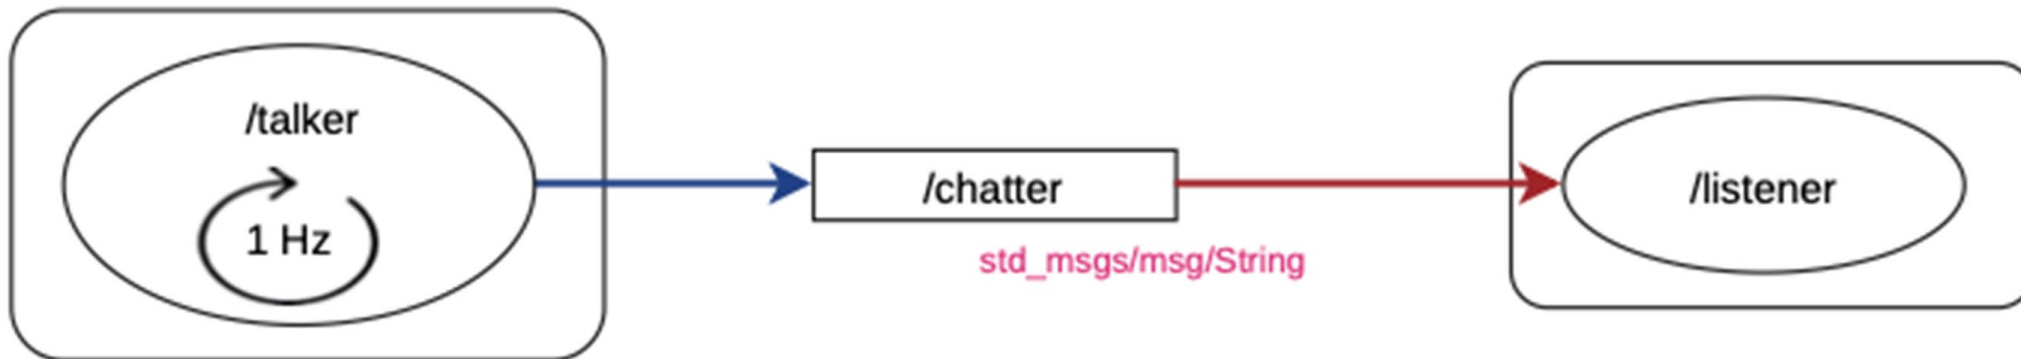 /talker
1 Hz
/chatter
std_msgs/msg/String
/listener